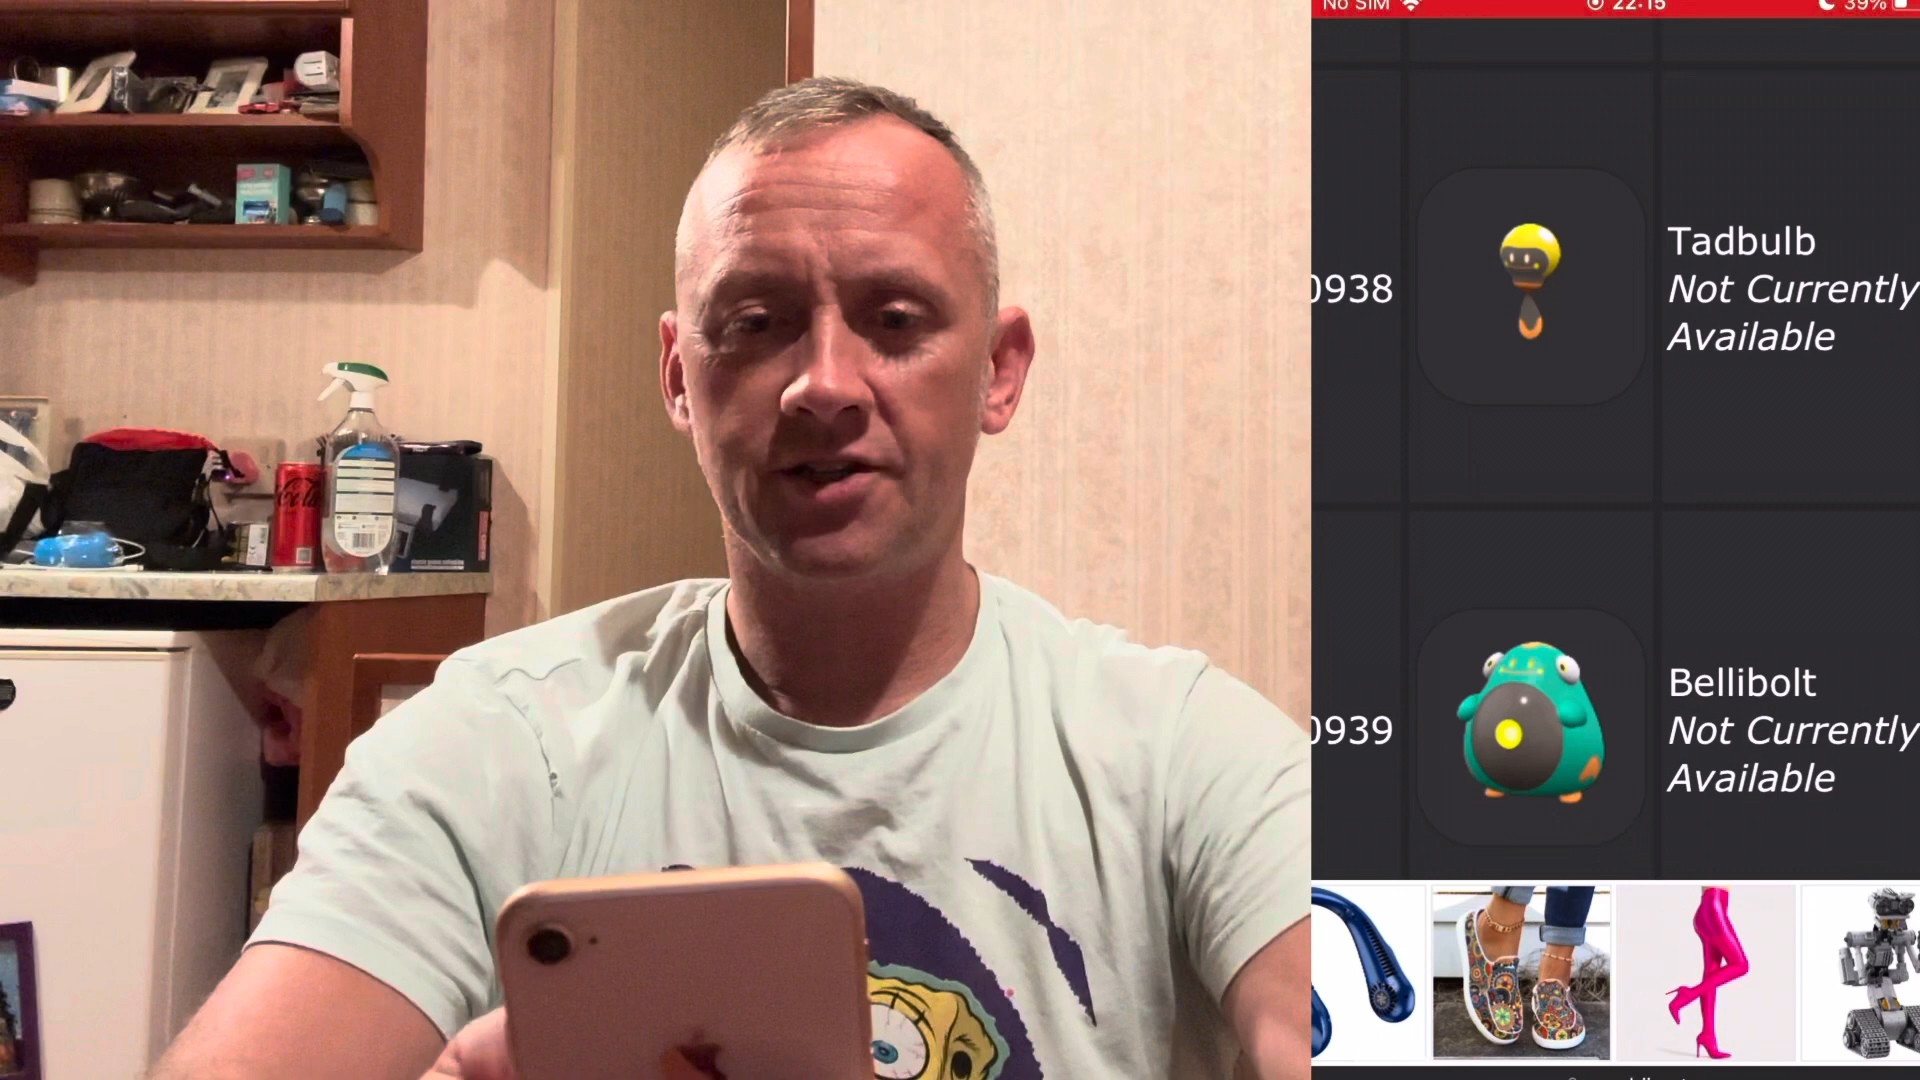 No SIM 22:15 39%
0938
Tadbulb
Not Currently
Available
0939
Bellibolt
Not Currently
Available